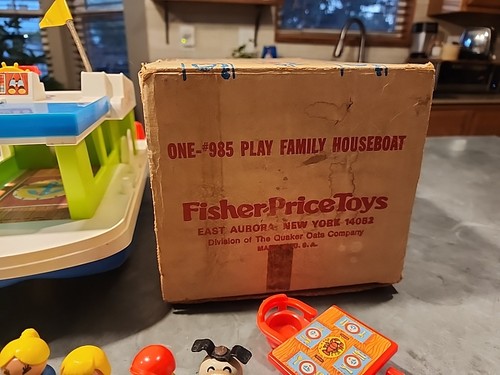 ONE-#985 PLAY FAMILY HOUSEBOAT
Fisher-Price Toys
EAST AURORA, NEW YORK 14052
Division of The Quaker Oats Company
U.S.A.